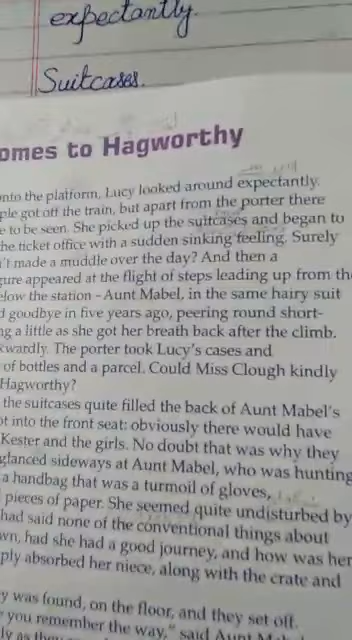 expectantly.
Suitcases.
omes to Hagworthy
onto the platform, Lucy looked around expectantly.
ple got off the train, but apart from the porter there
e to be seen. She picked up the suitcases and began to
he ticket office with a sudden sinking feeling. Surely
't made a muddle over the day? And then a
gure appeared at the flight of steps leading up from the
elow the station – Aunt Mabel, in the same hairy suit
d goodbye in five years ago, peering round short-
ng a little as she got her breath back after the climb.
kwardly. The porter took Lucy's cases and
of bottles and a parcel. Could Miss Clough kindly
Hagworthy?
the suitcases quite filled the back of Aunt Mabel's
ot into the front seat: obviously there would have
Kester and the girls. No doubt that was why they
glanced sideways at Aunt Mabel, who was hunting
a handbag that was a turmoil of gloves,
pieces of paper. She seemed quite undisturbed by
had said none of the conventional things about
wn, had she had a good journey, and how was her
ply absorbed her niece, along with the crate and
y was found, on the floor, and they set off.
you remember the way," said Aunt